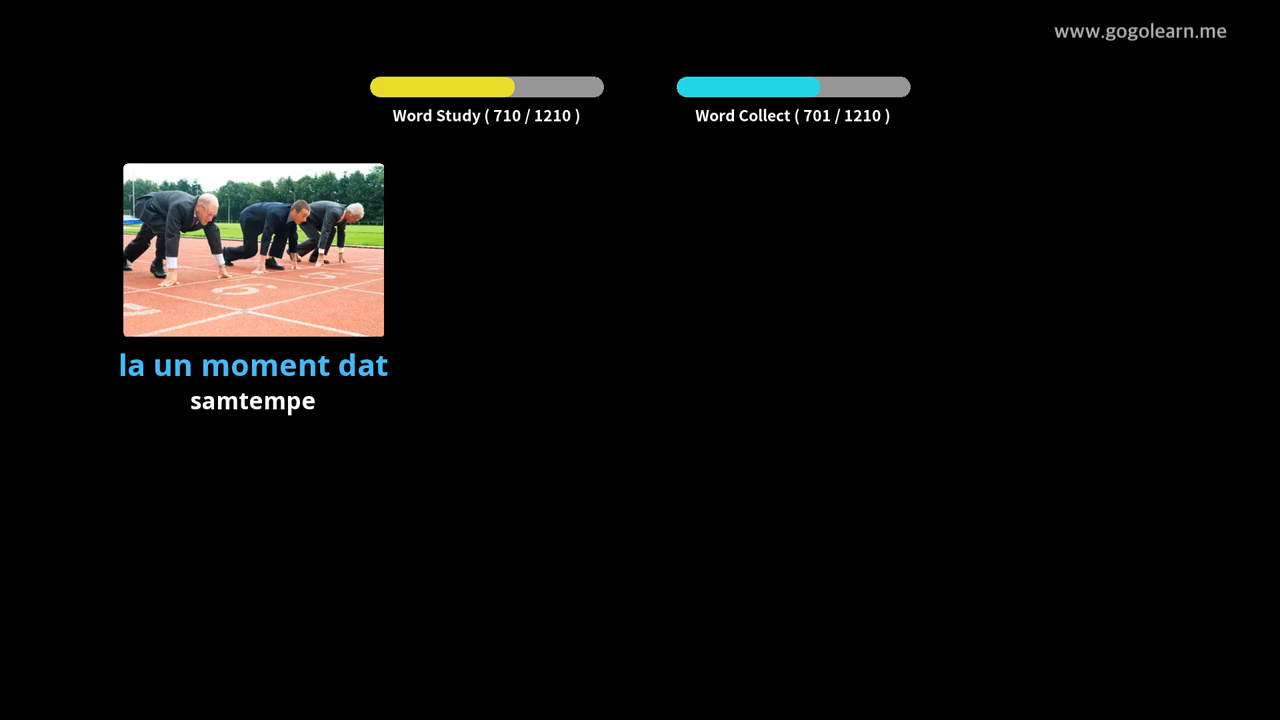 www.gogolearn.me
Word Study ( 710 / 1210 )
Word Collect ( 701 / 1210 )
la un moment dat
samtempe